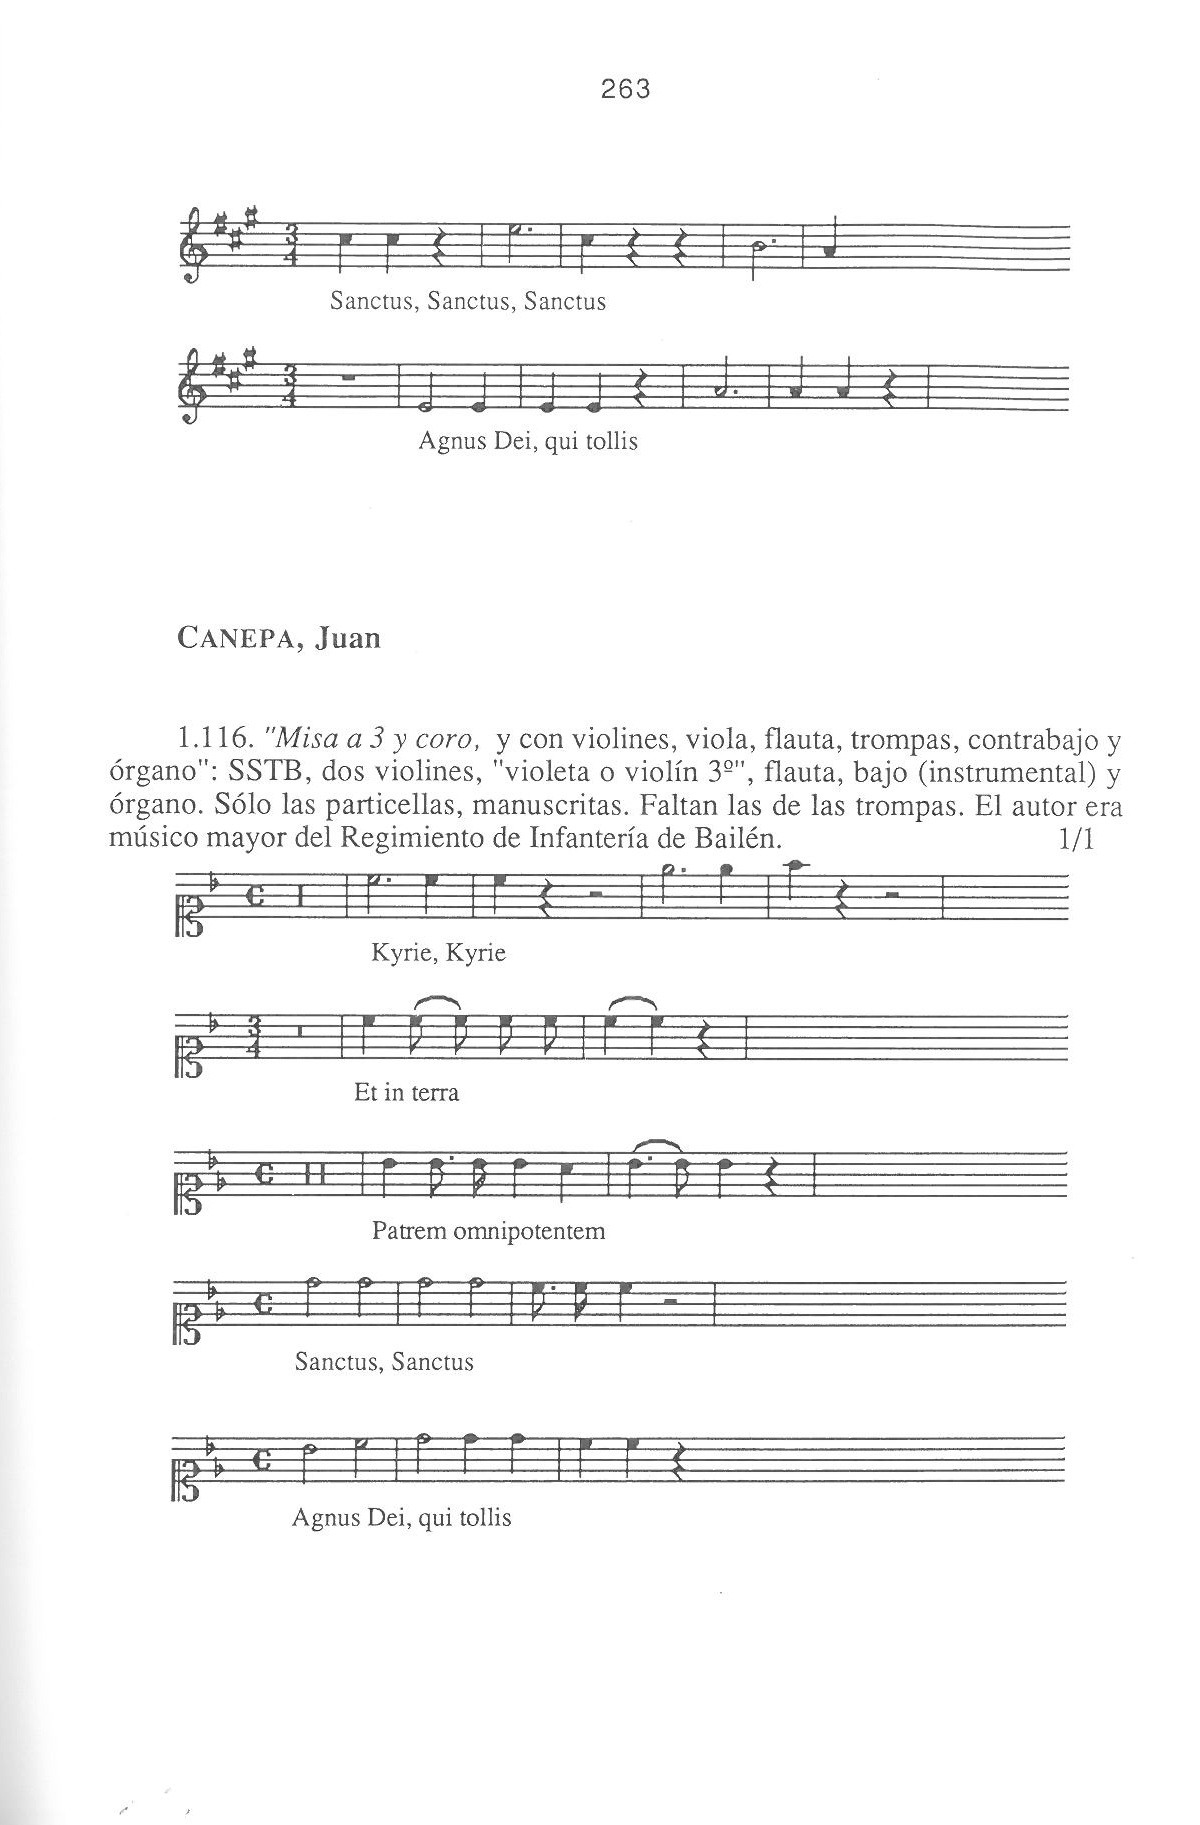 263
Sanctus, Sanctus, Sanctus
Agnus Dei, qui tollis
CANEPA, Juan
1.116. "Misa a 3 y coro, y con violines, viola, flauta, trompas, contrabajo y
órgano": SSTB, dos violines, "violeta o violín 3º", flauta, bajo (instrumental) y
órgano. Sólo las particellas, manuscritas. Faltan las de las trompas. El autor era
músico mayor del Regimiento de Infantería de Bailén. 1/1
Kyrie, Kyrie
Et in terra
Patrem omnipotentem
Sanctus, Sanctus
Agnus Dei, qui tollis